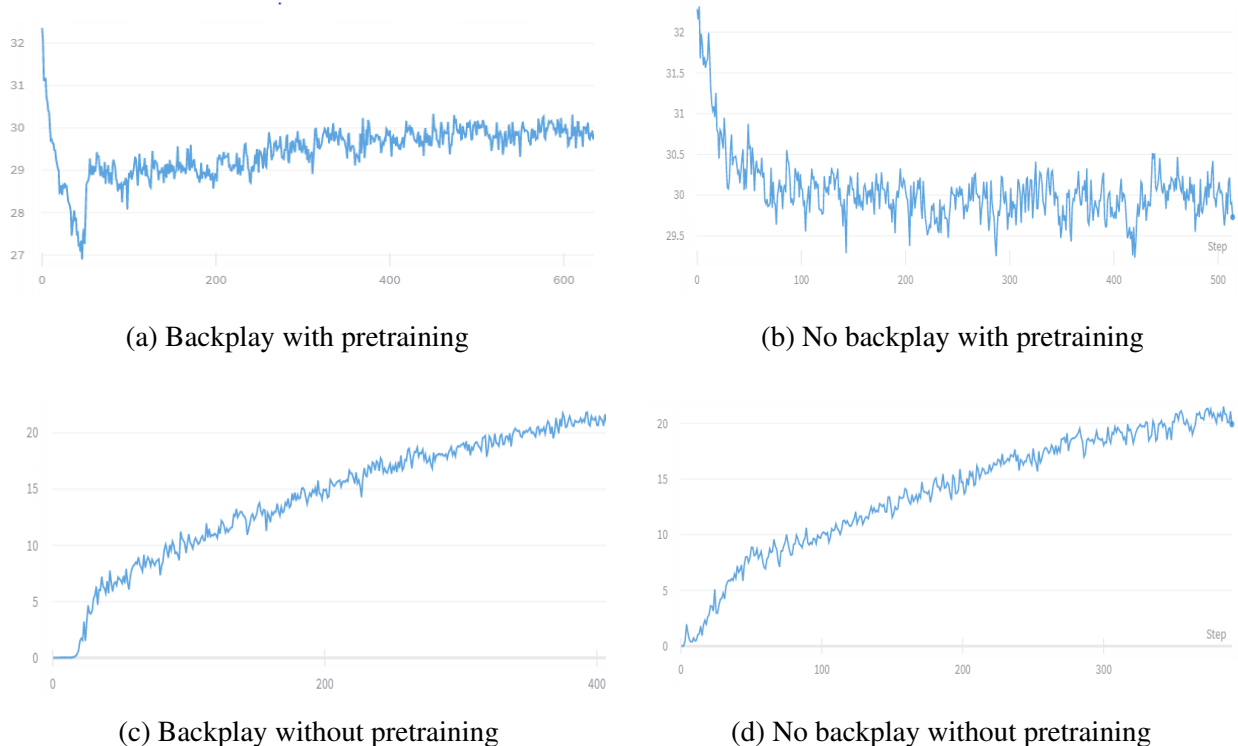 32
31
30
29
28
27
0 200 400 600
(a) Backplay with pretraining
32
31.5
31
30.5
30
29.5
Step
0 100 200 300 400 500
(b) No backplay with pretraining
20
15
10
5
0
0 200 400
(c) Backplay without pretraining
20
15
10
5
0
Step
0 100 200 300
(d) No backplay without pretraining